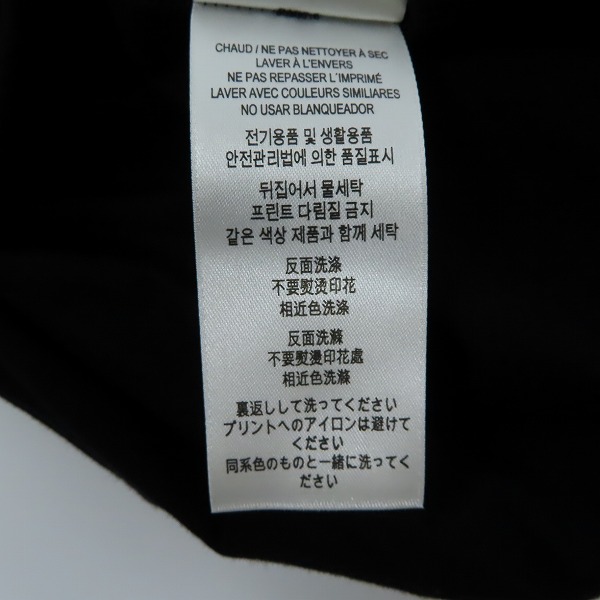 CHAUD / NE PAS NETTOYER À SEC
LAVER À L'ENVERS
NE PAS REPASSER L'IMPRIMÉ
LAVER AVEC COULEURS SIMILIARES
NO USAR BLANQUEADOR
전기용품 및 생활용품
안전관리법에 의한 품질표시
뒤집어서 물세탁
프린트 다림질 금지
같은 색상 제품과 함께 세탁
反面洗涤
不要熨烫印花
相近色洗涤
反面洗滌
不要熨燙印花處
相近色洗滌
裏返しして洗ってください
プリントへのアイロンは避けて
ください
同系色のものと一緒に洗ってく
ださい